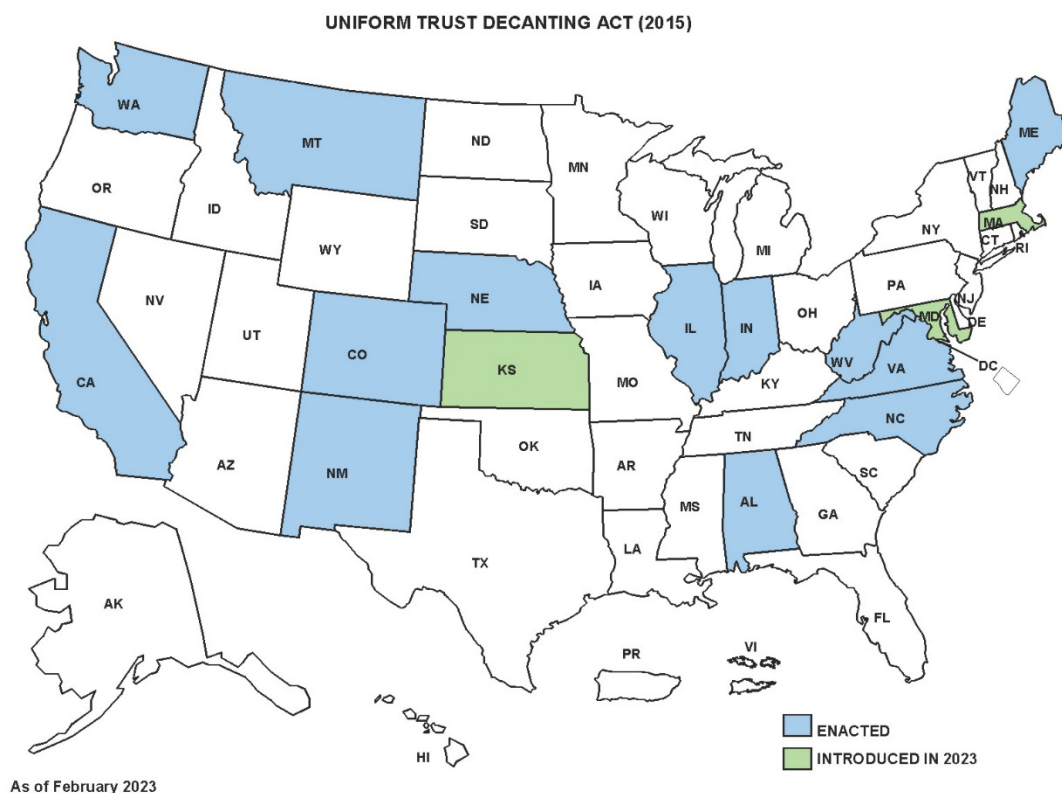 UNIFORM TRUST DECANTING ACT (2015)
WA
MT
ND
MN
ME
VT
NH
OR
ID
SD
WI
MI
NY
MA
CT
RI
WY
IA
PA
NJ
NE
NV
UT
CO
IL
IN
OH
MD
DE
WV
DC
CA
KS
MO
KY
VA
NC
TN
AZ
NM
OK
AR
SC
MS
AL
GA
LA
TX
AK
FL
PR
VI
HI
ENACTED
INTRODUCED IN 2023
As of February 2023